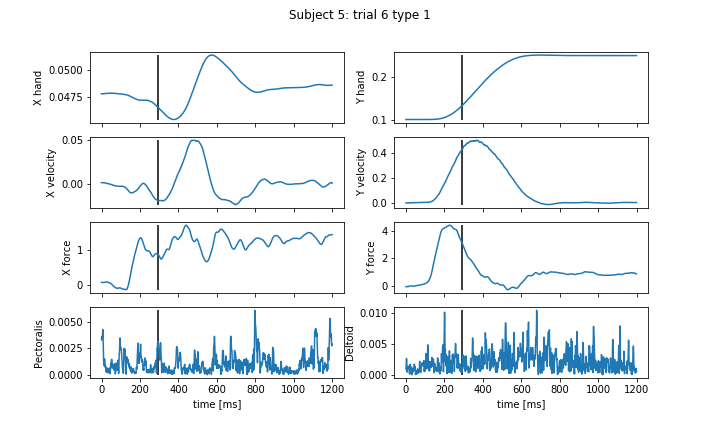 Subject 5: trial 6 type 1
X hand
0.0500
0.0475
Y hand
0.2
0.1
X velocity
0.05
0.00
Y velocity
0.4
0.2
0.0
X force
1
0
Y force
4
2
0
Pectoralis
0.0050
0.0025
0.0000
0 200 400 600 800 1000 1200
time [ms]
Deltoid
0.010
0.005
0.000
0 200 400 600 800 1000 1200
time [ms]